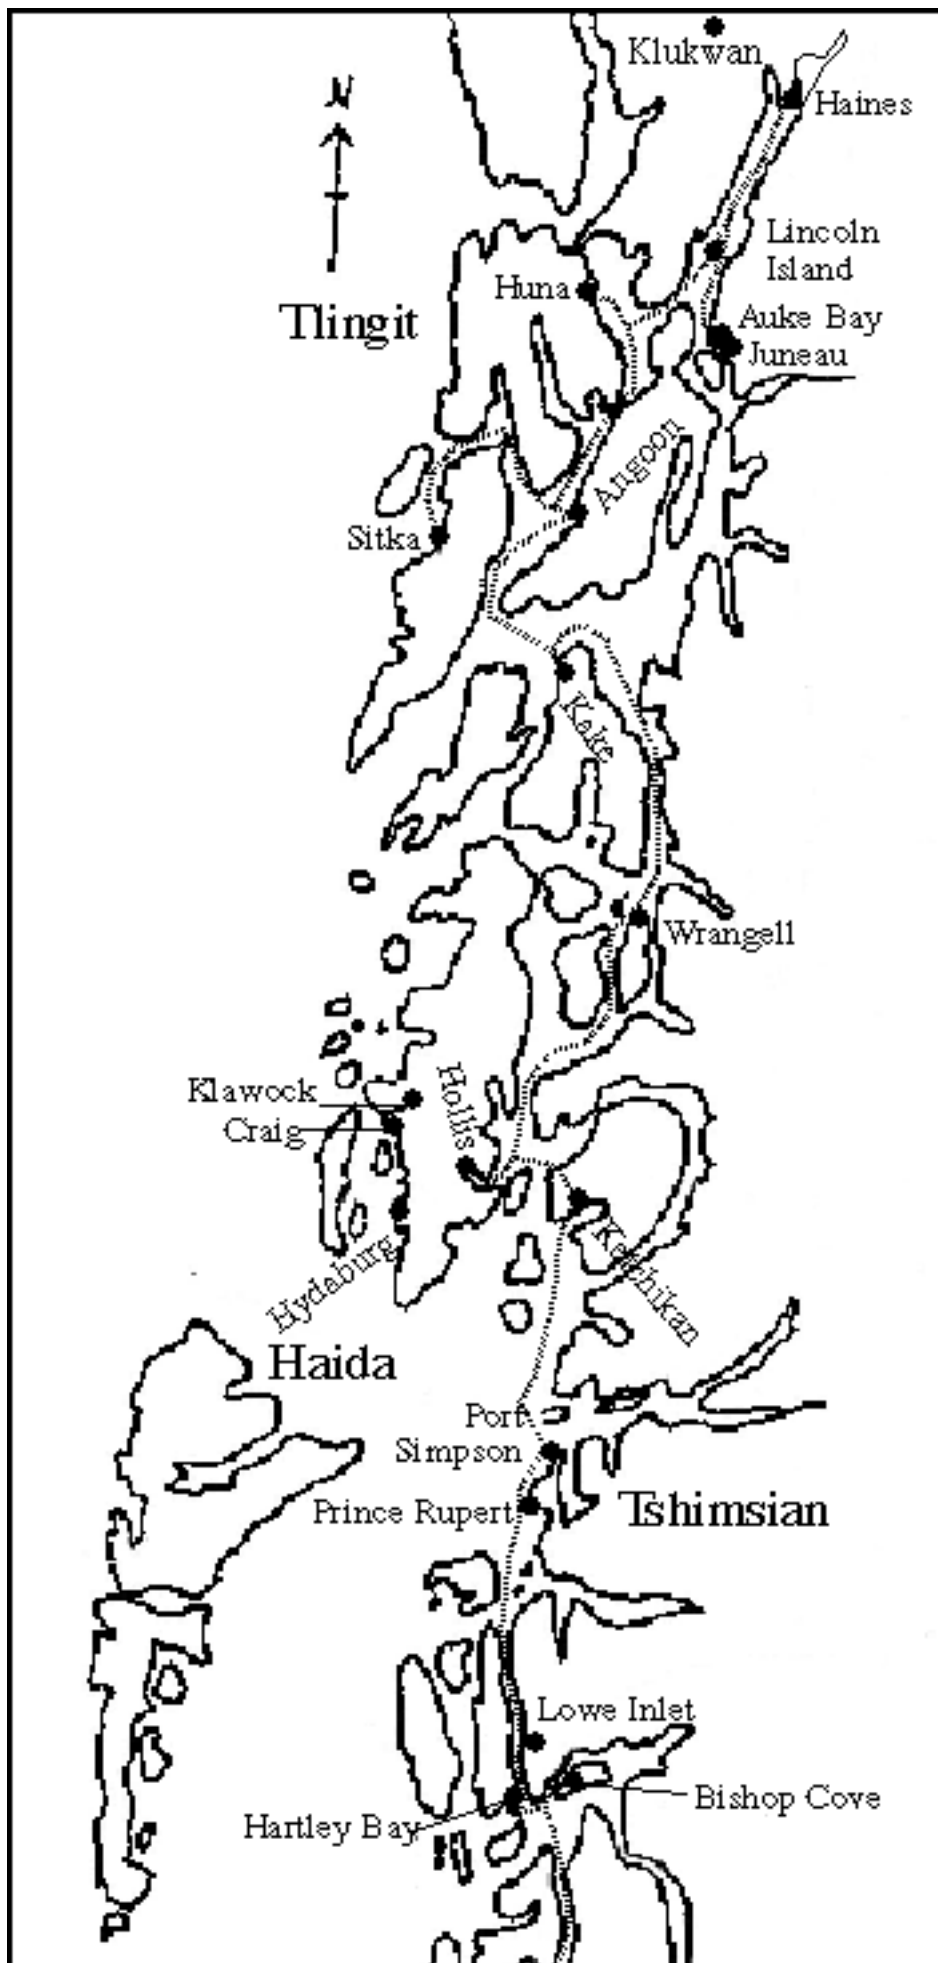 Klukwan
N
Haines
Lincoln
Island
Huna
Tlingit
Auke Bay
Juneau
Angoon
Sitka
Kake
Wrangell
Klawock
Hollis
Craig
Hydaburg
Ketchikan
Haida
Port
Simpson
Prince Rupert
Tshimsian
Lowe Inlet
Bishop Cove
Hartley Bay